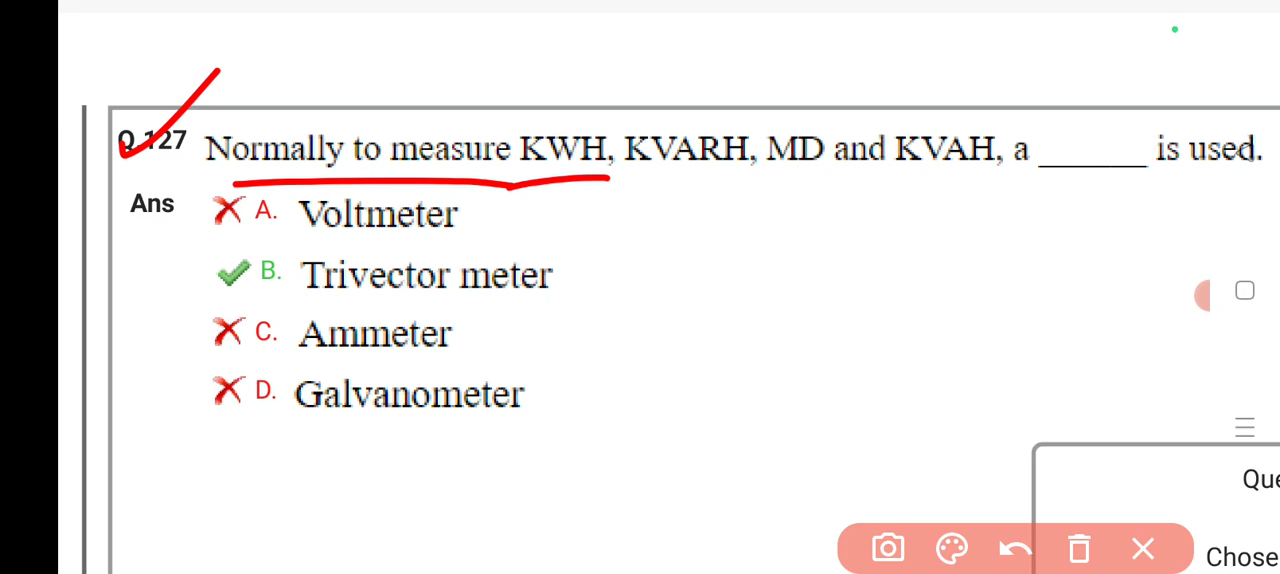 Q.127 Normally to measure KWH, KVARH, MD and KVAH, a ______ is used.
Ans A. Voltmeter
B. Trivector meter
C. Ammeter
D. Galvanometer
Que
Chose